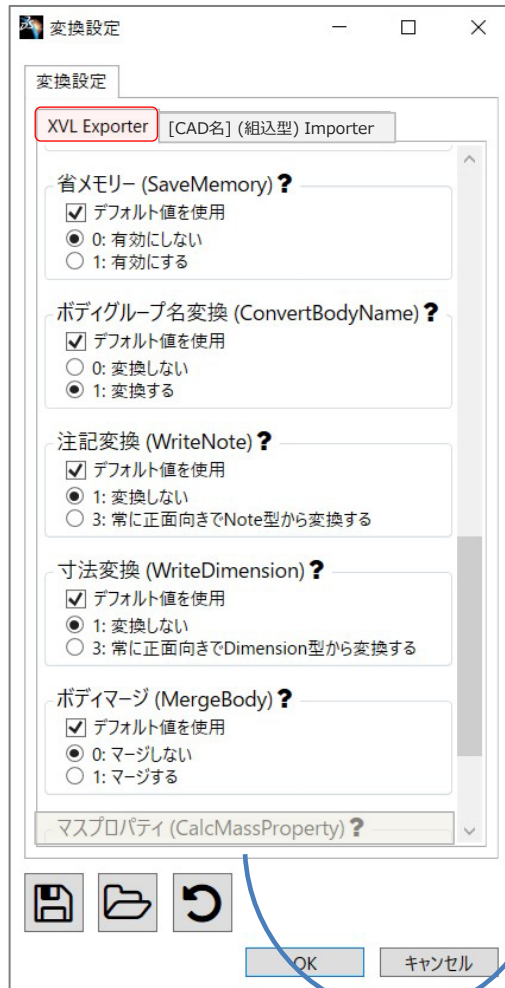 変換設定
変換設定
XVL Exporter [CAD名] (組込型) Importer
省メモリー (SaveMemory) ?
デフォルト値を使用
0: 有効にしない
1: 有効にする
ボディグループ名変換 (ConvertBodyName) ?
デフォルト値を使用
0: 変換しない
1: 変換する
注記変換 (WriteNote) ?
デフォルト値を使用
1: 変換しない
3: 常に正面向きでNote型から変換する
寸法変換 (WriteDimension) ?
デフォルト値を使用
1: 変換しない
3: 常に正面向きでDimension型から変換する
ボディマージ (MergeBody) ?
デフォルト値を使用
0: マージしない
1: マージする
マスプロパティ (CalcMassProperty) ?
OK キャンセル